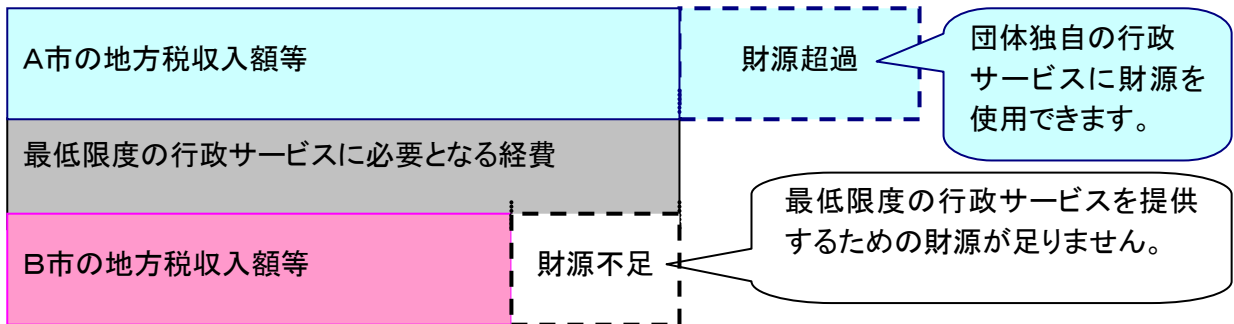 A市の地方税収入額等
財源超過
団体独自の行政
サービスに財源を
使用できます。
最低限度の行政サービスに必要となる経費
最低限度の行政サービスを提供
するための財源が足りません。
B市の地方税収入額等
財源不足